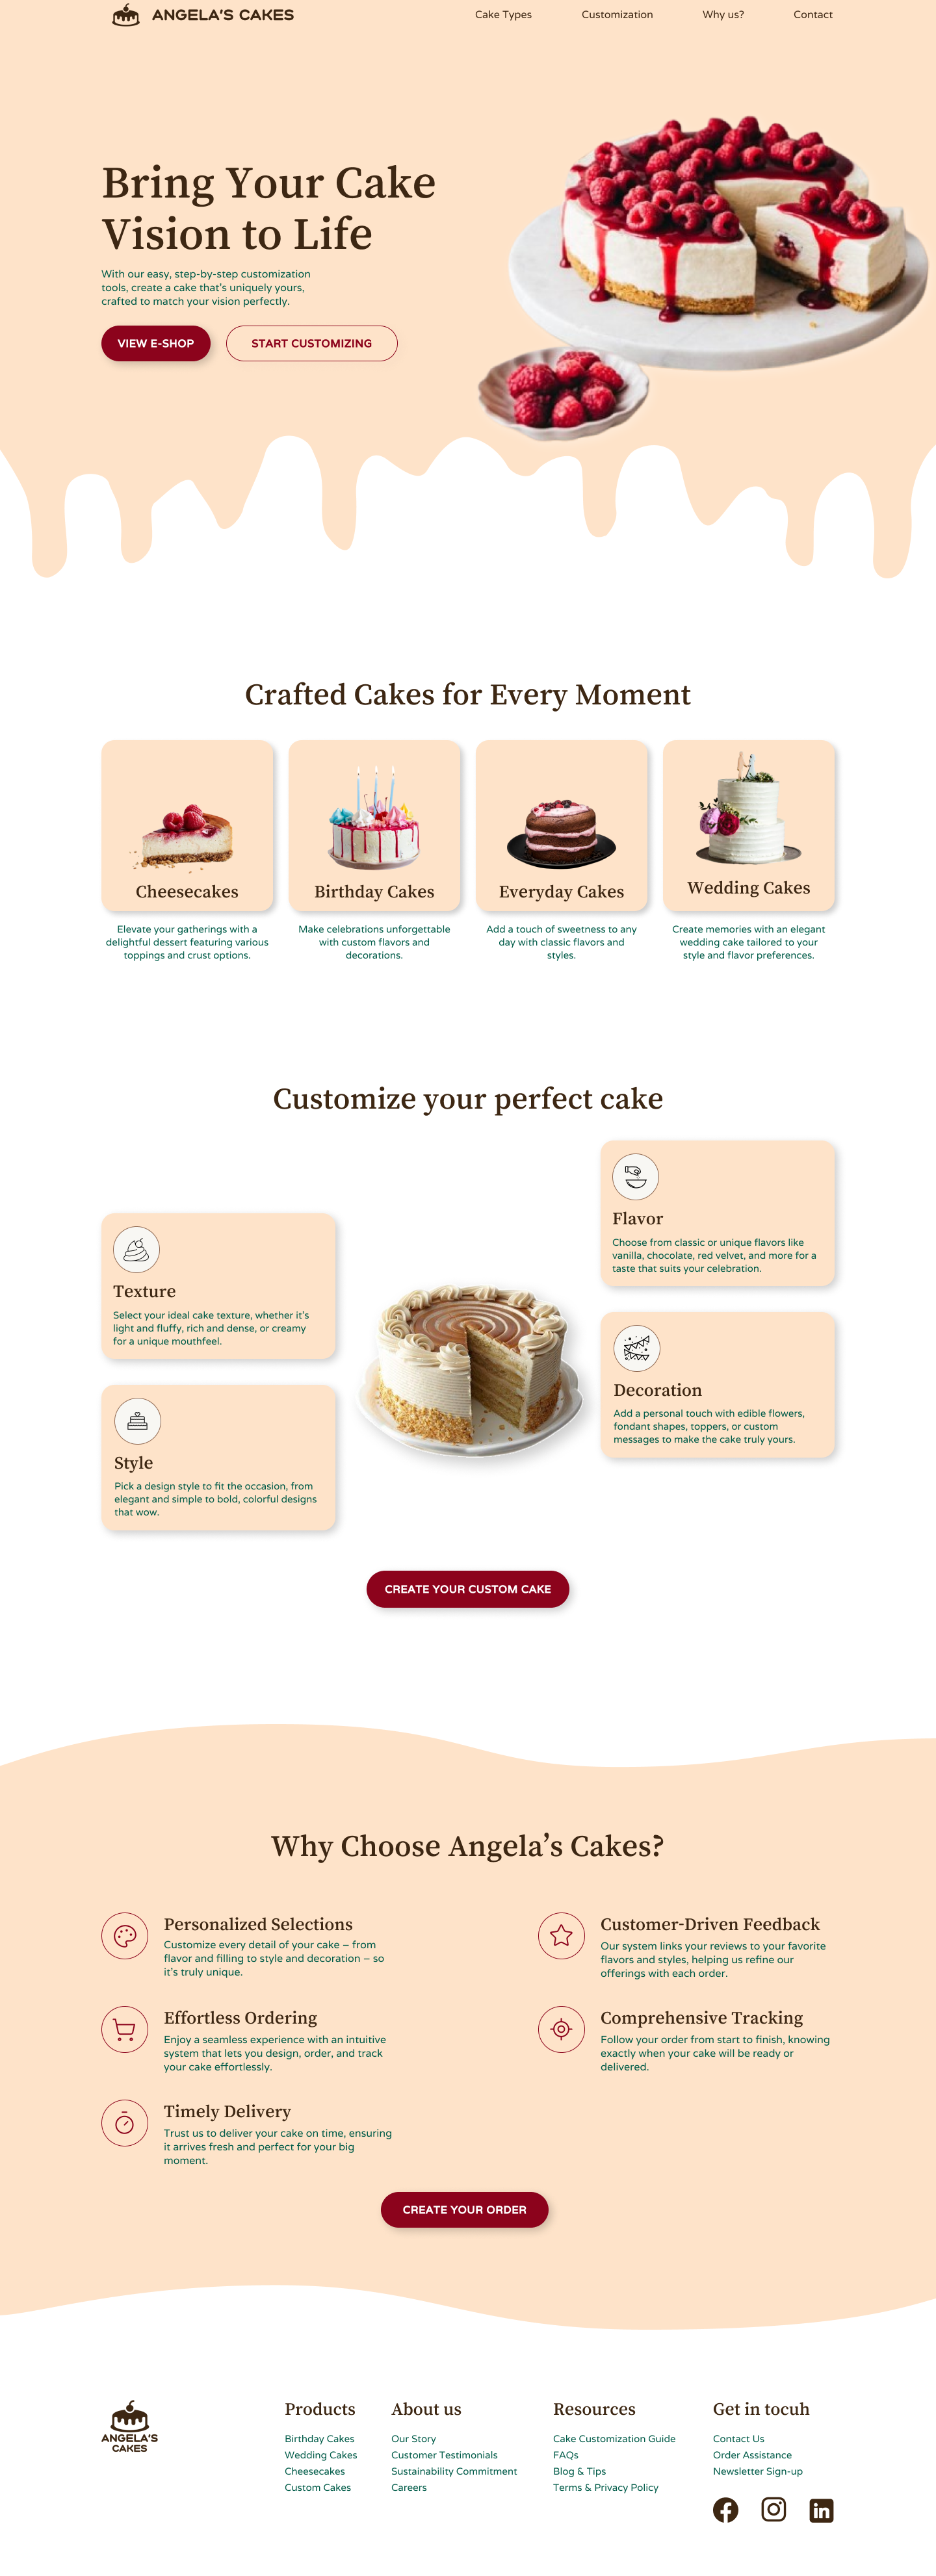 ANGELA'S CAKES
Cake Types
Customization
Why us?
Contact
Bring Your Cake
Vision to Life
With our easy, step-by-step customization
tools, create a cake that's uniquely yours,
crafted to match your vision perfectly.
VIEW E-SHOP
START CUSTOMIZING
Crafted Cakes for Every Moment
Cheesecakes
Elevate your gatherings with a
delightful dessert featuring various
toppings and crust options.
Birthday Cakes
Make celebrations unforgettable
with custom flavors and
decorations.
Everyday Cakes
Add a touch of sweetness to any
day with classic flavors and
styles.
Wedding Cakes
Create memories with an elegant
wedding cake tailored to your
style and flavor preferences.
Customize your perfect cake
Texture
Select your ideal cake texture, whether it's
light and fluffy, rich and dense, or creamy
for a unique mouthfeel.
Style
Pick a design style to fit the occasion, from
elegant and simple to bold, colorful designs
that wow.
Flavor
Choose from classic or unique flavors like
vanilla, chocolate, red velvet, and more for a
taste that suits your celebration.
Decoration
Add a personal touch with edible flowers,
fondant shapes, toppers, or custom
messages to make the cake truly yours.
CREATE YOUR CUSTOM CAKE
Why Choose Angela's Cakes?
Personalized Selections
Customize every detail of your cake – from
flavor and filling to style and decoration – so
it's truly unique.
Customer-Driven Feedback
Our system links your reviews to your favorite
flavors and styles, helping us refine our
offerings with each order.
Effortless Ordering
Enjoy a seamless experience with an intuitive
system that lets you design, order, and track
your cake effortlessly.
Comprehensive Tracking
Follow your order from start to finish, knowing
exactly when your cake will be ready or
delivered.
Timely Delivery
Trust us to deliver your cake on time, ensuring
it arrives fresh and perfect for your big
moment.
CREATE YOUR ORDER
ANGELA'S
CAKES
Products
Birthday Cakes
Wedding Cakes
Cheesecakes
Custom Cakes
About us
Our Story
Customer Testimonials
Sustainability Commitment
Careers
Resources
Cake Customization Guide
FAQs
Blog & Tips
Terms & Privacy Policy
Get in tocuh
Contact Us
Order Assistance
Newsletter Sign-up